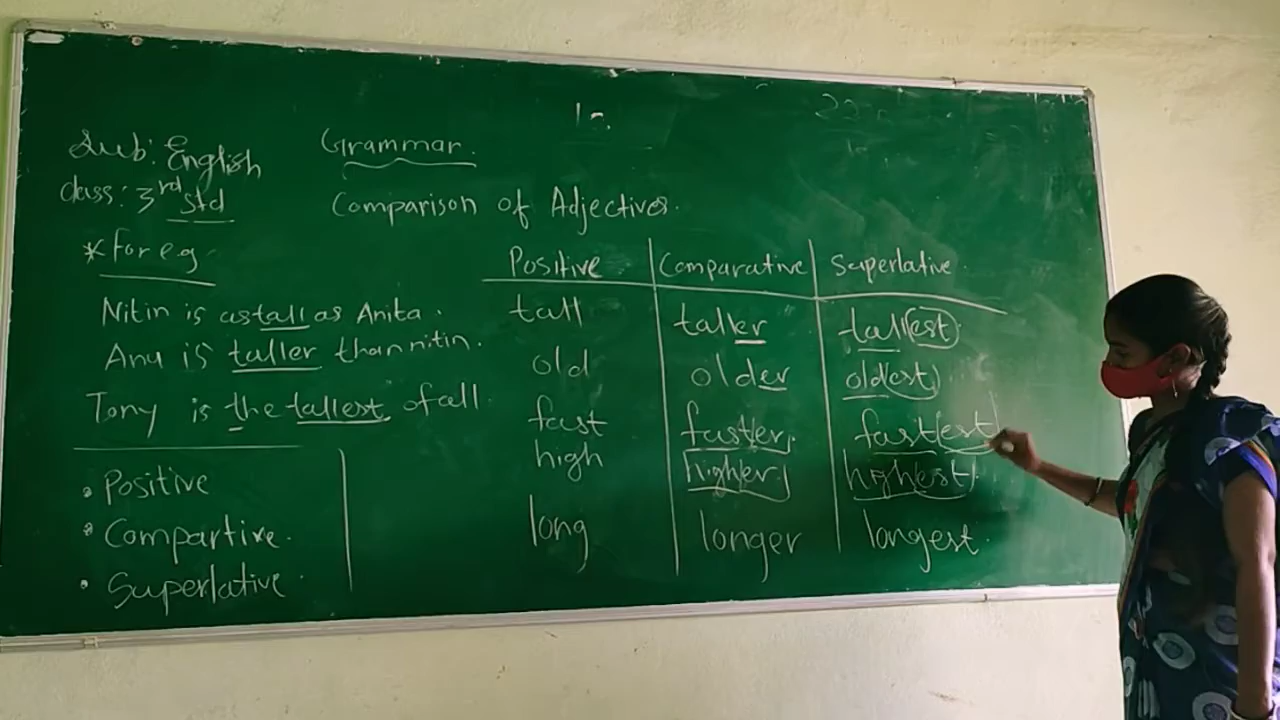 Sub: English
class: 3rd Std
Grammar.
Comparison of Adjectives.
* for eg
Nitin is as tall as Anita.
Anu is taller than nitin.
Tony is the tallest of all.
• Positive
• Compartive.
• Superlative.
Positive Comparative Superlative
tall taller tallest
old older oldest
fast faster fastest
high higher highest
long longer longest.